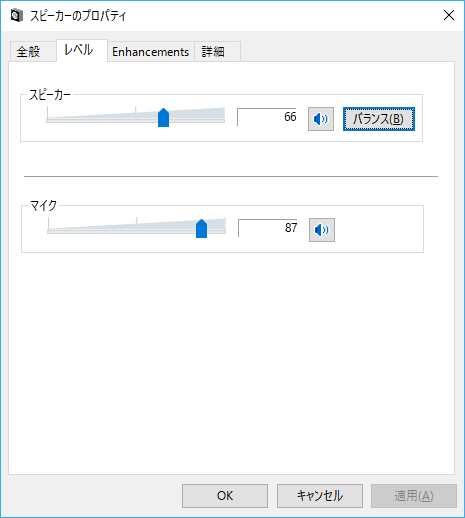 スピーカーのプロパティ
全般
レベル
Enhancements
詳細
スピーカー
66
バランス(B)
マイク
87
OK
キャンセル
適用(A)